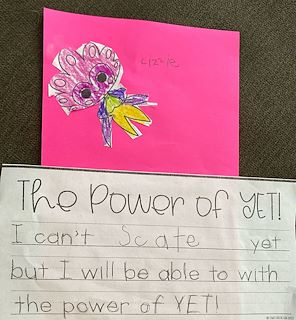 Lizzie
The Power of YET!
I can't Scate yet
but I will be able to with
the power of YET!